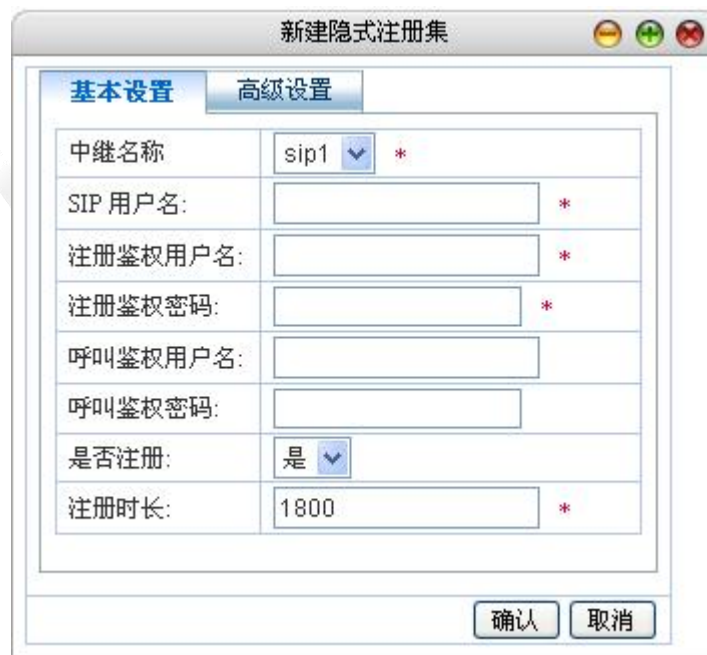 新建隐式注册集
基本设置 高级设置
中继名称 sip1 *
SIP 用户名: *
注册鉴权用户名: *
注册鉴权密码: *
呼叫鉴权用户名:
呼叫鉴权密码:
是否注册: 是
注册时长: 1800 *
确认 取消